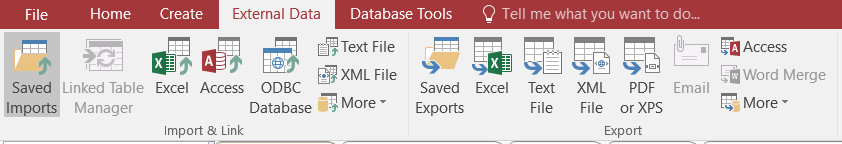 File Home Create External Data Database Tools Tell me what you want to do...
Saved Imports
Linked Table Manager
Excel
Access
ODBC Database
Text File
XML File
More
Import & Link
Saved Exports
Excel
Text File
XML File
PDF or XPS
Email
Access
Word Merge
More
Export